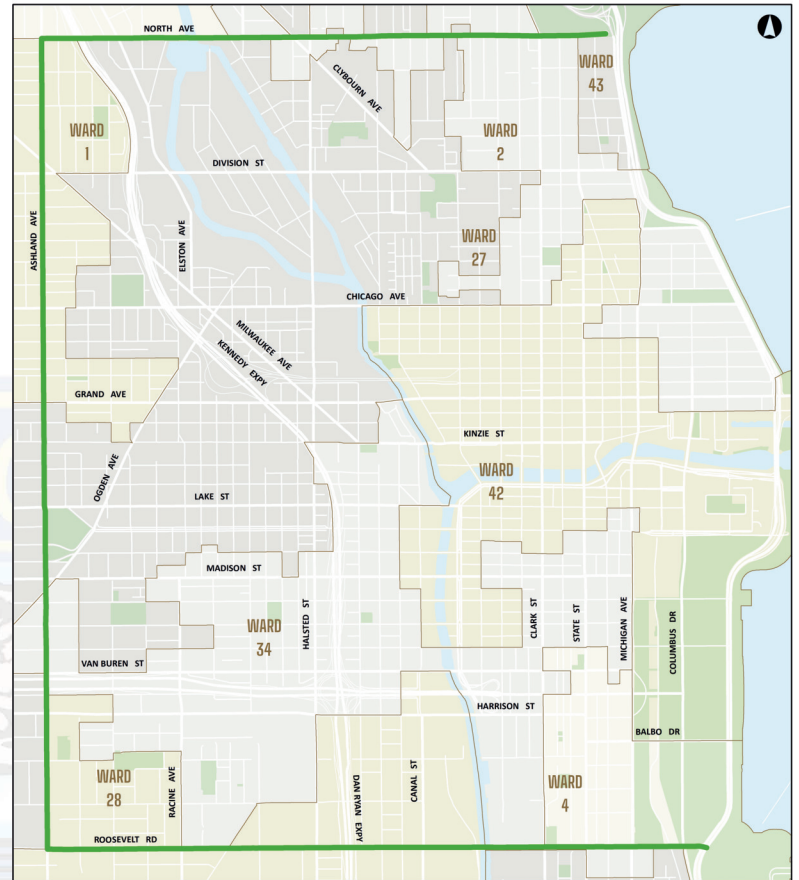 NORTH AVE
WARD
43
CLYBOURN AVE
WARD
1
WARD
2
DIVISION ST
ASHLAND AVE
ELSTON AVE
WARD
27
CHICAGO AVE
MILWAUKEE AVE
KENNEDY EXPY
GRAND AVE
KINZIE ST
OGDEN AVE
WARD
42
LAKE ST
MADISON ST
HALSTED ST
CLARK ST
STATE ST
MICHIGAN AVE
COLUMBUS DR
WARD
34
VAN BUREN ST
HARRISON ST
BALBO DR
WARD
28
RACINE AVE
DAN RYAN EXPY
CANAL ST
WARD
4
ROOSEVELT RD